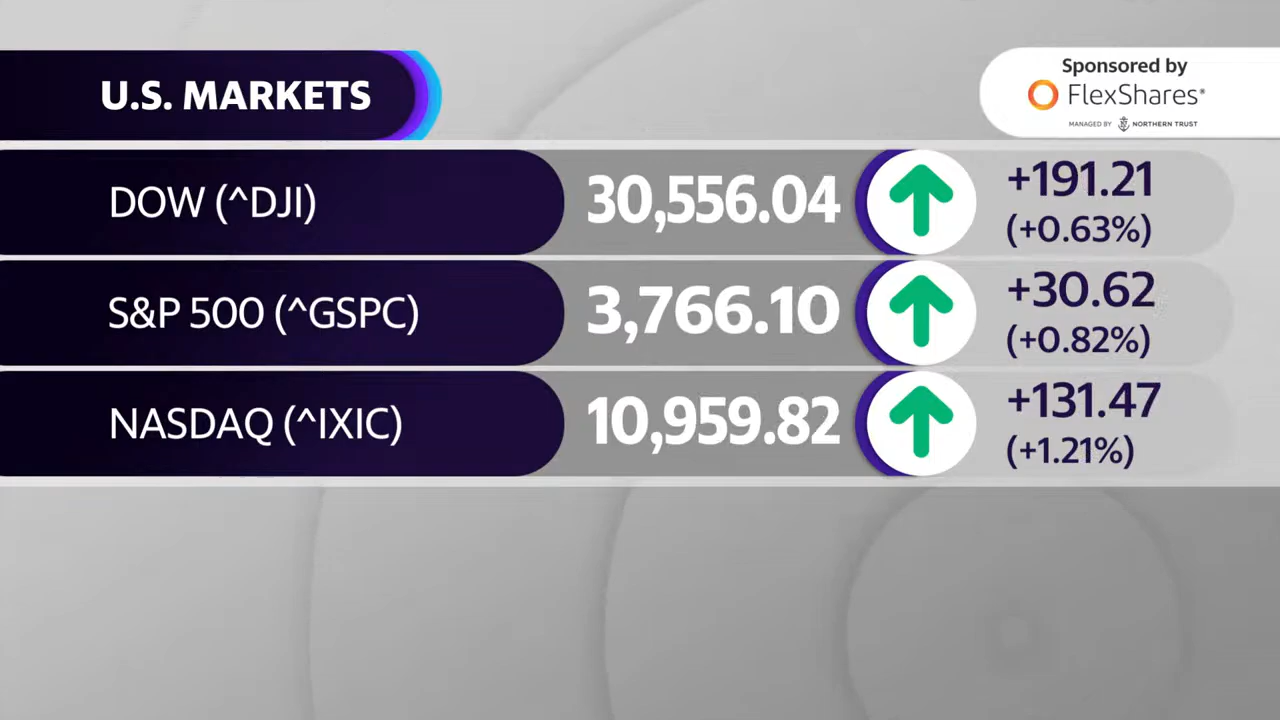 U.S. MARKETS
Sponsored by
FlexShares®
MANAGED BY NORTHERN TRUST
DOW (^DJI) 30,556.04 +191.21
(+0.63%)
S&P 500 (^GSPC) 3,766.10 +30.62
(+0.82%)
NASDAQ (^IXIC) 10,959.82 +131.47
(+1.21%)